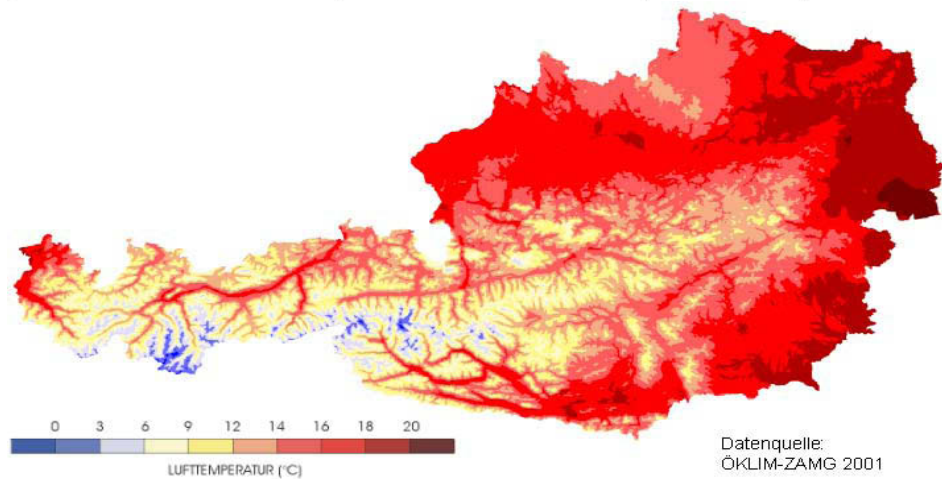 0 3 6 9 12 14 16 18 20
LUFTTEMPERATUR (°C)
Datenquelle:
ÖKLIM-ZAMG 2001